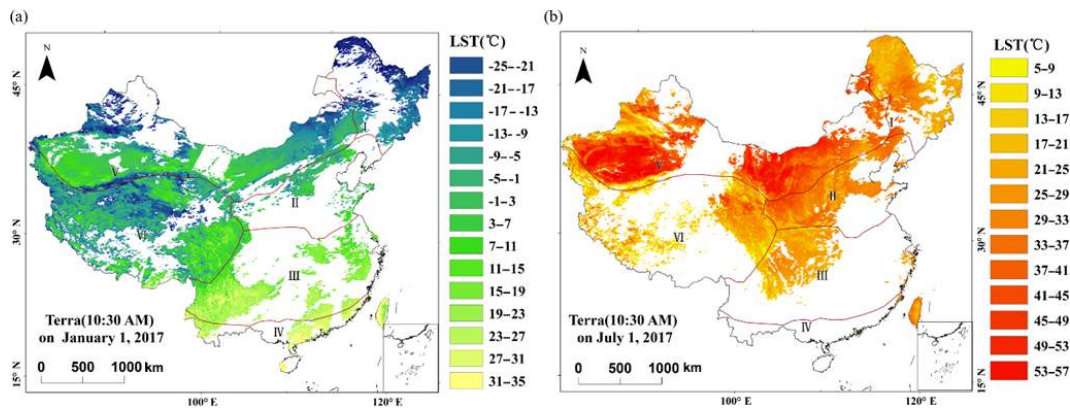 (a)
N
45° N
30° N
15° N
V
VI
I
II
III
IV
Terra(10:30 AM)
on January 1, 2017
0 500 1000 km
100° E
120° E
LST(℃)
-25--21
-21--17
-17--13
-13--9
-9--5
-5--1
-1-3
3-7
7-11
11-15
15-19
19-23
23-27
27-31
31-35
(b)
N
45° N
30° N
15° N
V
VI
I
II
III
IV
Terra(10:30 AM)
on July 1, 2017
0 500 1000 km
100° E
120° E
LST(℃)
5-9
9-13
13-17
17-21
21-25
25-29
29-33
33-37
37-41
41-45
45-49
49-53
53-57